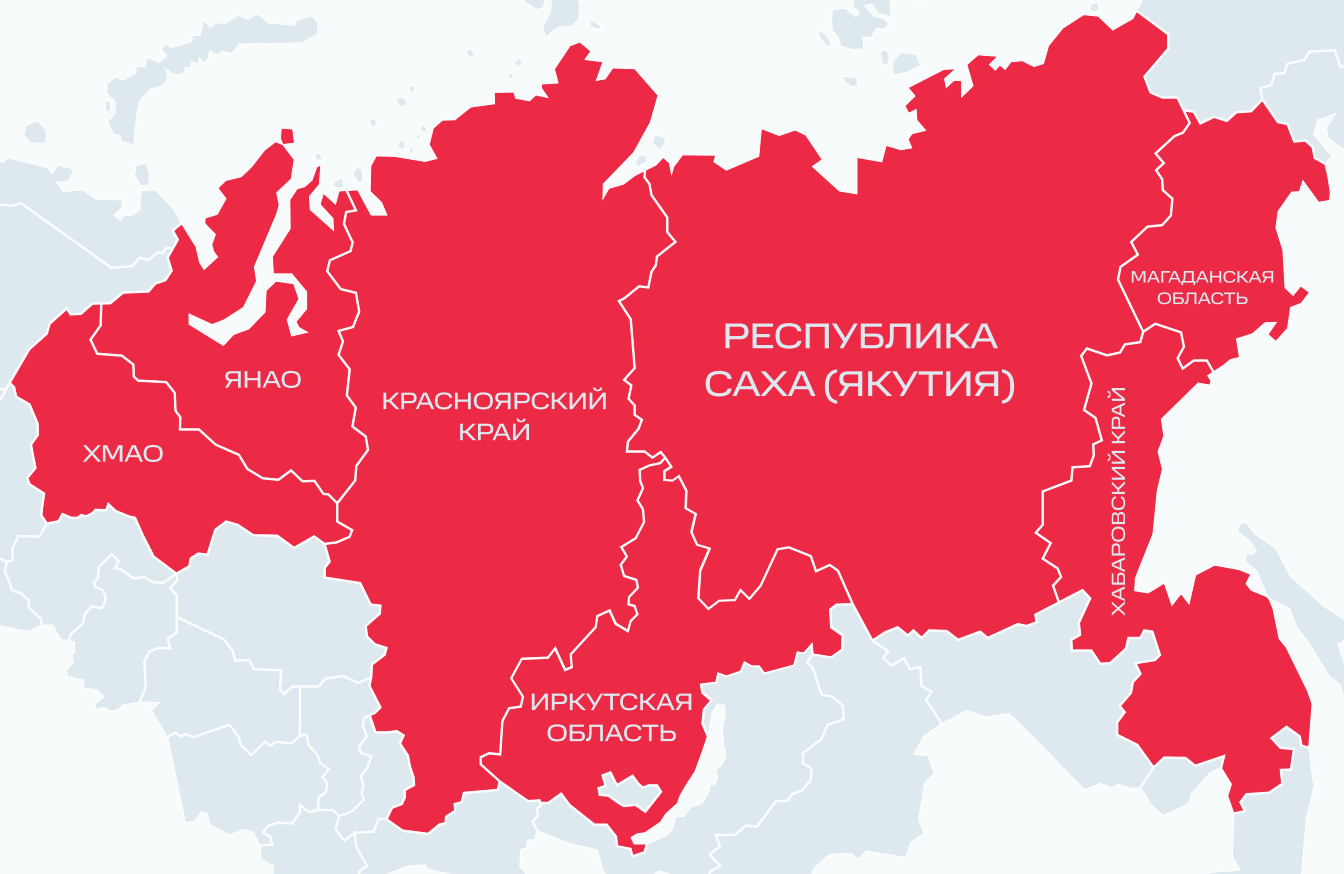 МАГАДАНСКАЯ
ОБЛАСТЬ
РЕСПУБЛИКА
САХА (ЯКУТИЯ)
ЯНАО
КРАСНОЯРСКИЙ
КРАЙ
ХМАО
ХАБАРОВСКИЙ КРАЙ
ИРКУТСКАЯ
ОБЛАСТЬ